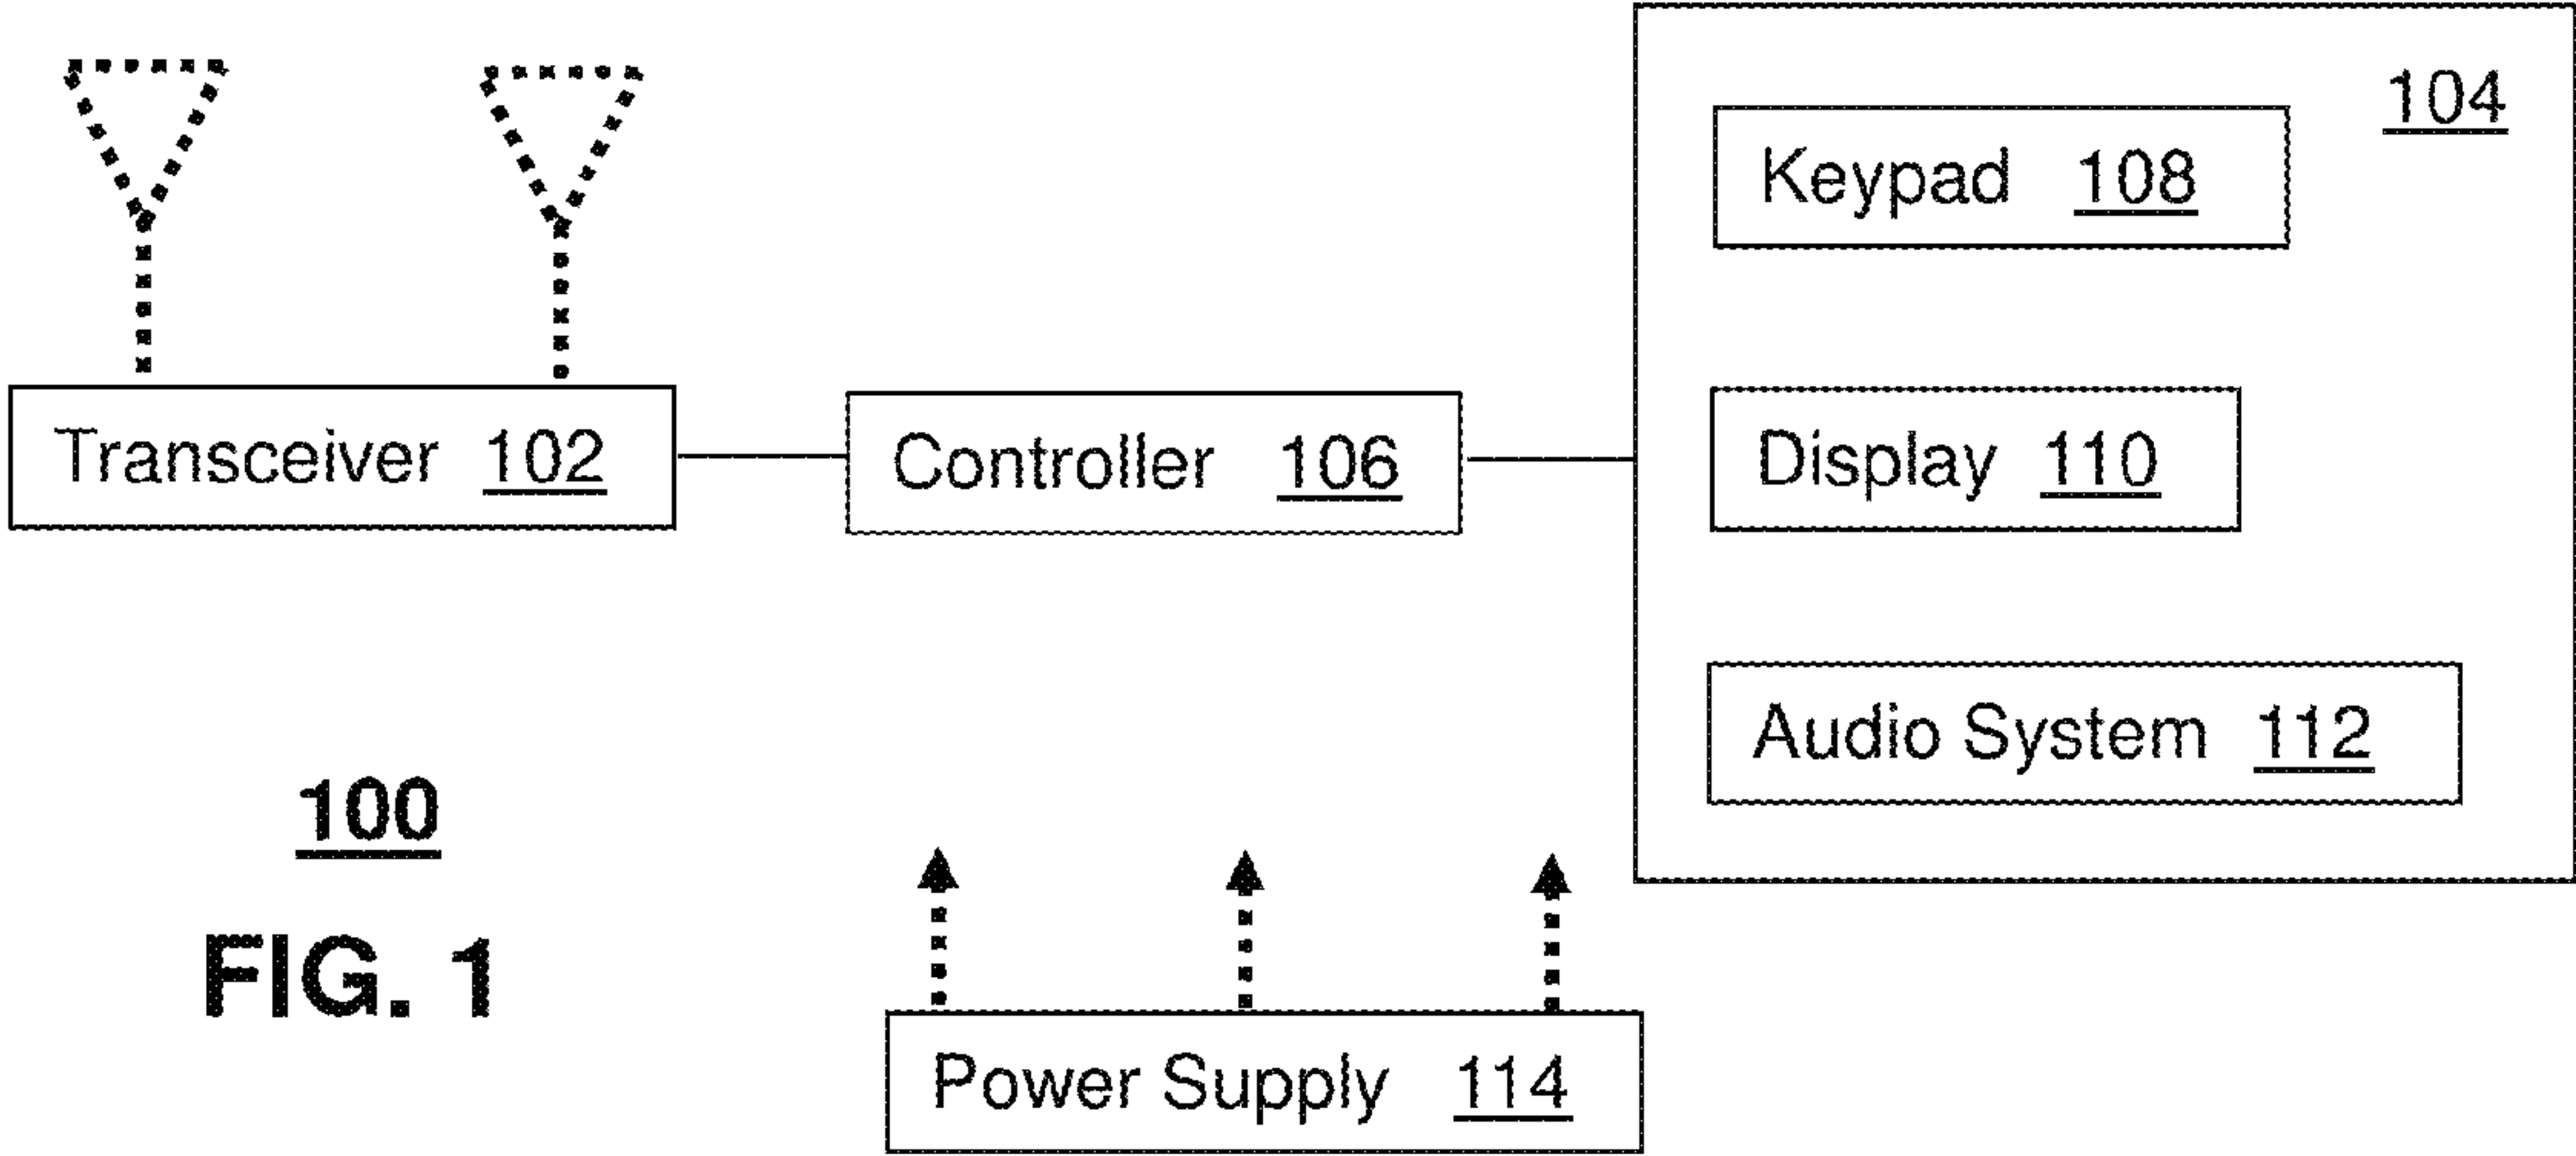 104
Keypad 108
Transceiver 102
Controller 106
Display 110
Audio System 112
100
FIG. 1
Power Supply 114